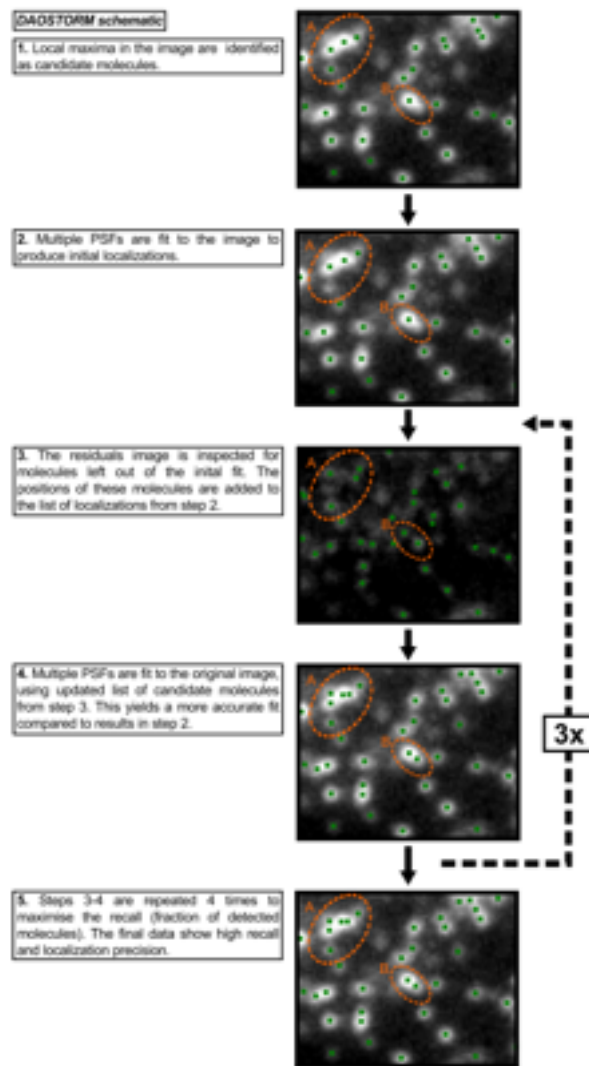 DAOSTORM schematic
1. Local maxima in the image are identified
as candidate molecules.
A
B
2. Multiple PSFs are fit to the image to
produce initial localizations.
A
B
3. The residuals image is inspected for
molecules left out of the inital fit. The
positions of these molecules are added to
the list of localizations from step 2.
A
B
4. Multiple PSFs are fit to the original image,
using updated list of candidate molecules
from step 3. This yields a more accurate fit
compared to results in step 2.
A
B
3x
5. Steps 3-4 are repeated 4 times to
maximise the recall (fraction of detected
molecules). The final data show high recall
and localization precision.
A
B